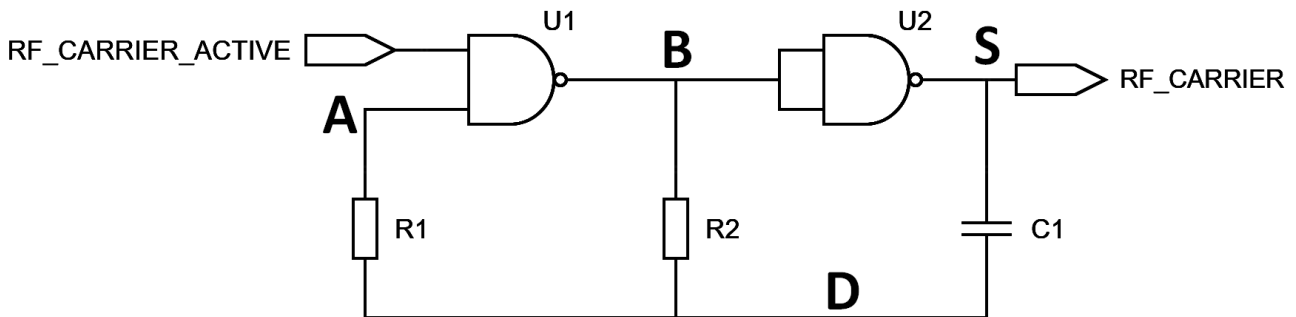 U1
U2
RF_CARRIER_ACTIVE
B
S
RF_CARRIER
A
R1
R2
C1
D